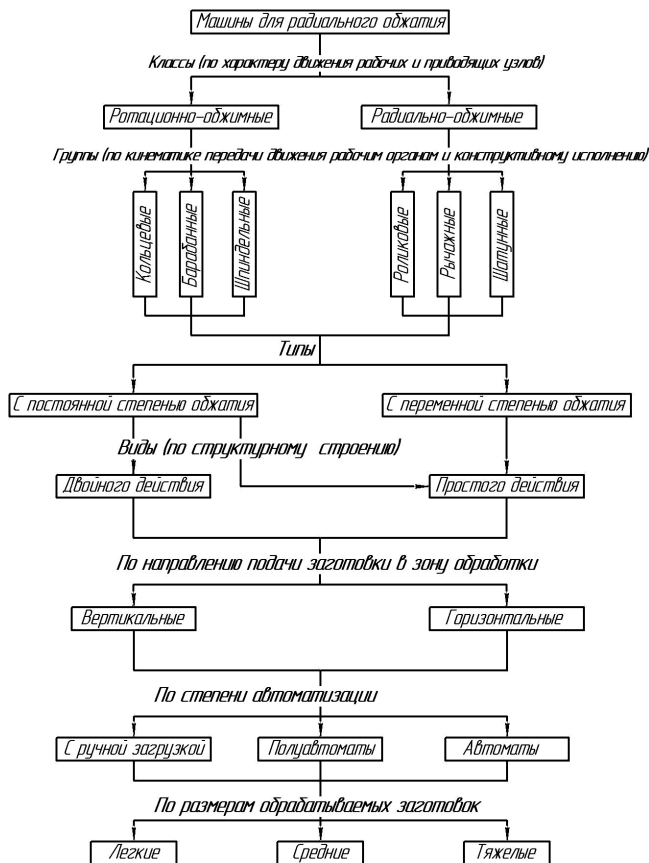 Машины для радиального обжатия
Классы (по характеру движения рабочих и приводящих узлов)
Ротационно-обжимные
Радиально-обжимные
Группы (по кинематике передачи движения рабочим органам и конструктивному исполнению)
Кольцевые
Барабанные
Шпиндельные
Роликовые
Рычажные
Шатунные
Типы
С постоянной степенью обжатия
С переменной степенью обжатия
Виды (по структурному строению)
Двойного действия
Простого действия
По направлению подачи заготовки в зону обработки
Вертикальные
Горизонтальные
По степени автоматизации
С ручной загрузкой
Полуавтоматы
Автоматы
По размерам обрабатываемых заготовок
Легкие
Средние
Тяжелые